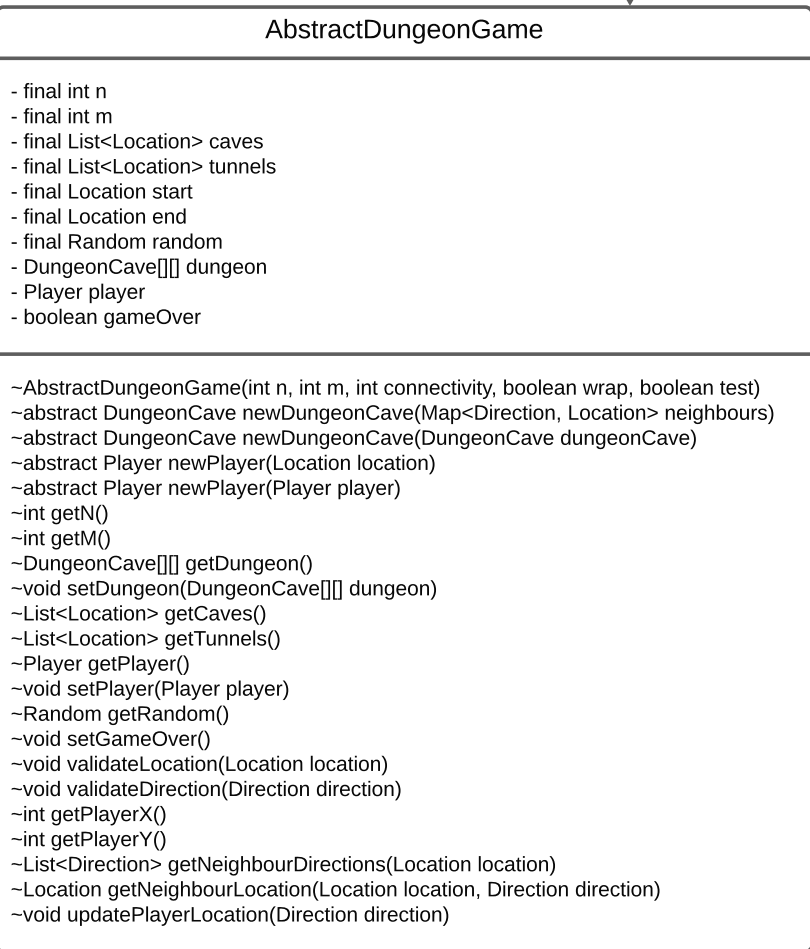 AbstractDungeonGame
- final int n
- final int m
- final List<Location> caves
- final List<Location> tunnels
- final Location start
- final Location end
- final Random random
- DungeonCave[][] dungeon
- Player player
- boolean gameOver
~AbstractDungeonGame(int n, int m, int connectivity, boolean wrap, boolean test)
~abstract DungeonCave newDungeonCave(Map<Direction, Location> neighbours)
~abstract DungeonCave newDungeonCave(DungeonCave dungeonCave)
~abstract Player newPlayer(Location location)
~abstract Player newPlayer(Player player)
~int getN()
~int getM()
~DungeonCave[][] getDungeon()
~void setDungeon(DungeonCave[][] dungeon)
~List<Location> getCaves()
~List<Location> getTunnels()
~Player getPlayer()
~void setPlayer(Player player)
~Random getRandom()
~void setGameOver()
~void validateLocation(Location location)
~void validateDirection(Direction direction)
~int getPlayerX()
~int getPlayerY()
~List<Direction> getNeighbourDirections(Location location)
~Location getNeighbourLocation(Location location, Direction direction)
~void updatePlayerLocation(Direction direction)